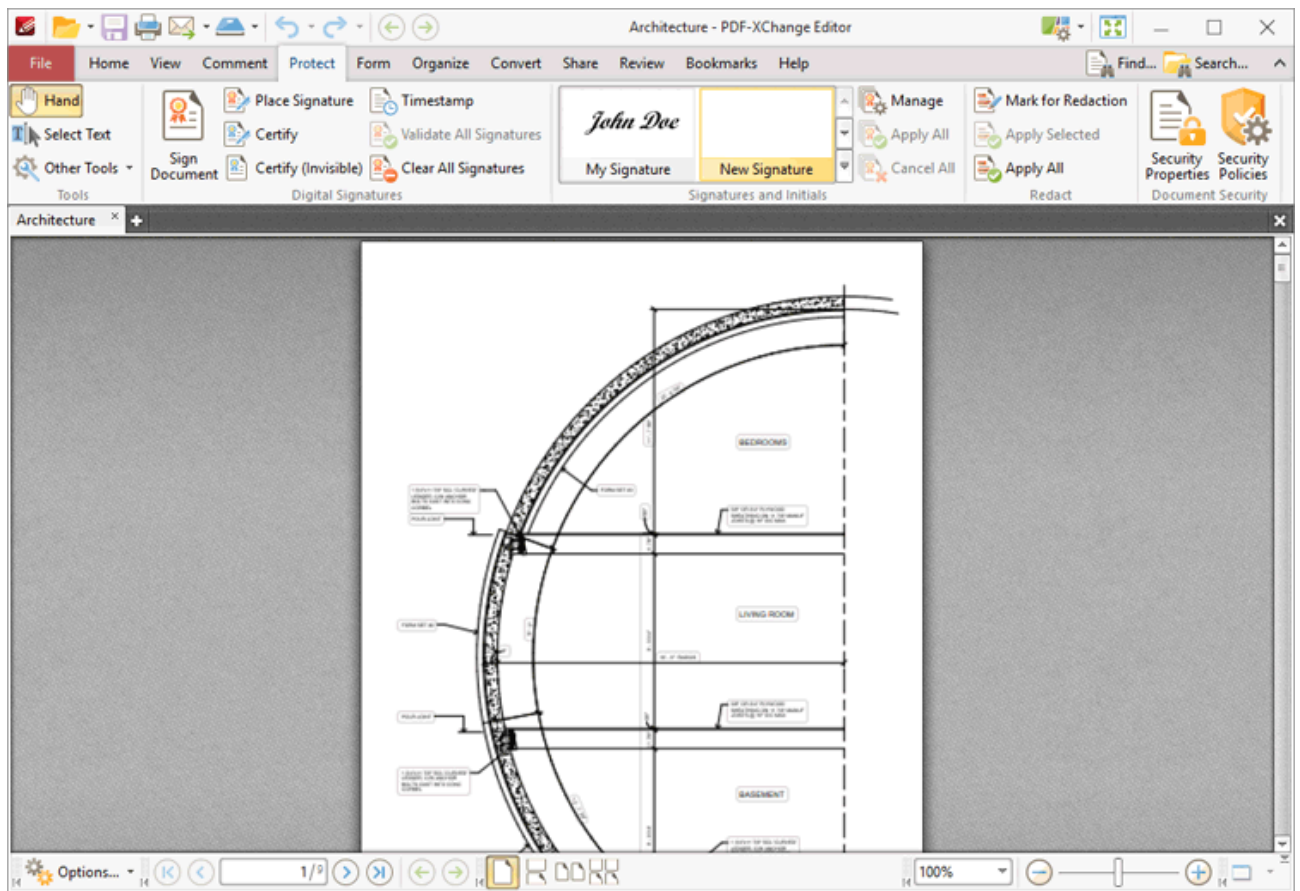 Architecture - PDF-XChange Editor
File Home View Comment Protect Form Organize Convert Share Review Bookmarks Help Find... Search...
Hand
Select Text
Other Tools
Tools
Sign Document
Place Signature
Certify
Certify (Invisible)
Timestamp
Validate All Signatures
Clear All Signatures
Digital Signatures
John Doe
My Signature
New Signature
Manage
Apply All
Cancel All
Signatures and Initials
Mark for Redaction
Apply Selected
Apply All
Redact
Security Properties
Security Policies
Document Security
Architecture
BEDROOMS
POUR JOINT
LIVING ROOM
POUR JOINT
BASEMENT
Options...
1/9
100%